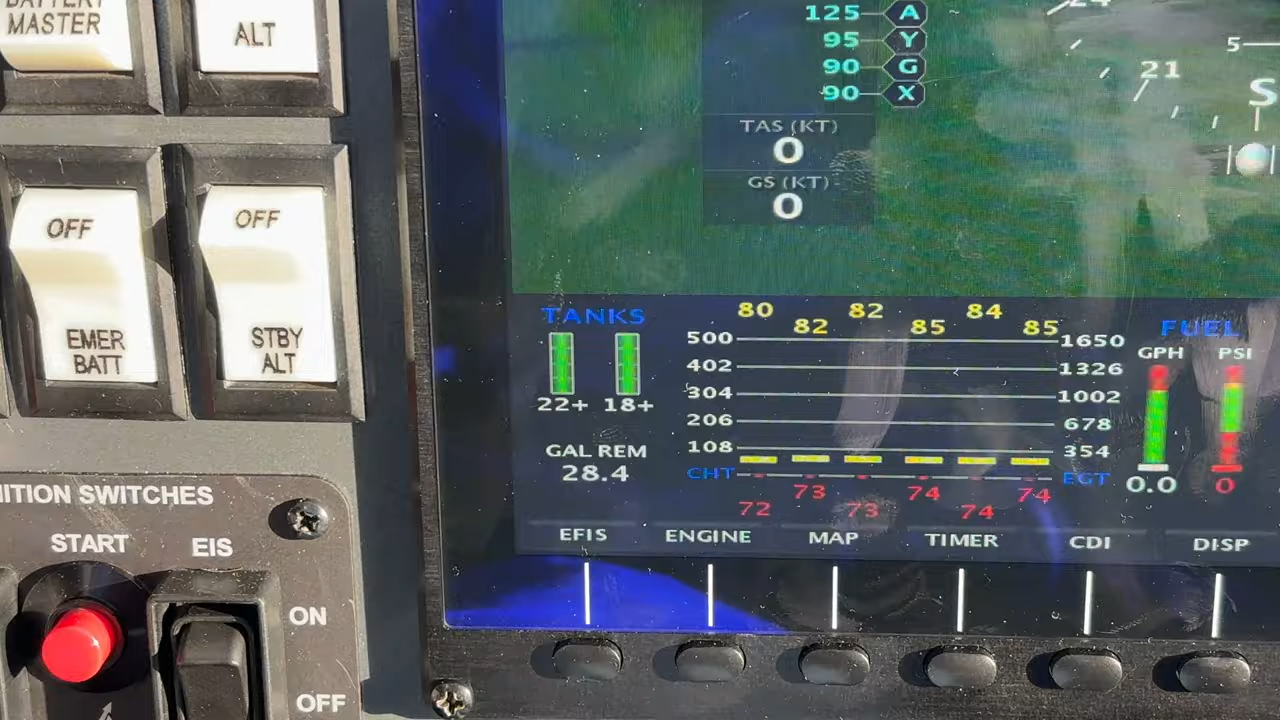 BATTERY
MASTER
ALT
OFF
EMER
BATT
OFF
STBY
ALT
NITION SWITCHES
START
EIS
ON
OFF
125 A
95 Y
90 G
90 X
TAS (KT)
0
GS (KT)
0
24
21
5
S
TANKS
22+ 18+
GAL REM
28.4
80 82 82 85 84 85
500 1650
402 1326
304 1002
206 678
108 354
CHT EGT
72 73 73 74 74 74
FUEL
GPH PSI
0.0 0
EFIS ENGINE MAP TIMER CDI DISP